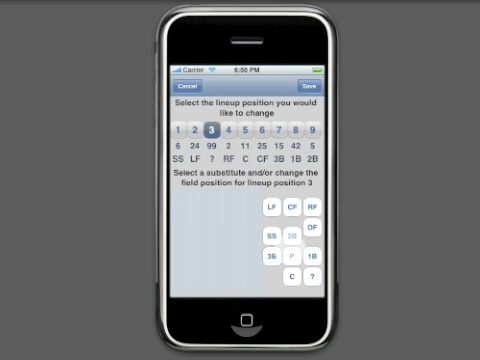 Carrier 6:50 PM
Cancel Save
Select the lineup position you would
like to change
1 2 3 4 5 6 7 8 9
6 24 99 2 11 25 15 42 5
SS LF ? RF C CF 3B 1B 2B
Select a substitute and/or change the
field position for lineup position 3
LF CF RF
OF
SS 2B
3B P 1B
C ?